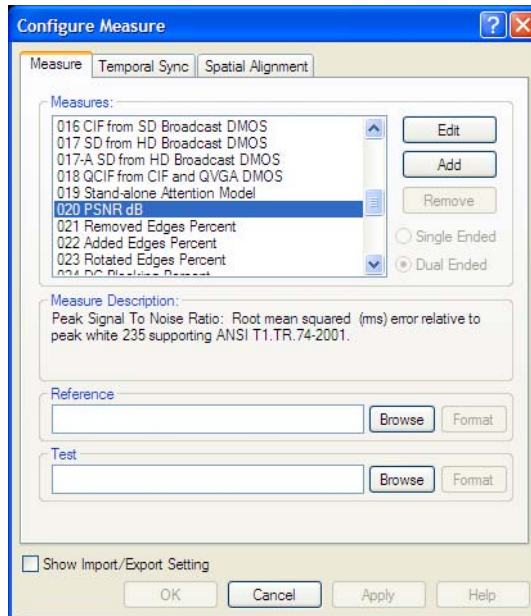 Configure Measure
Measure Temporal Sync Spatial Alignment
Measures:
016 CIF from SD Broadcast DMOS
017 SD from HD Broadcast DMOS
017-A SD from HD Broadcast DMOS
018 QCIF from CIF and QVGA DMOS
019 Stand-alone Attention Model
020 PSNR dB
021 Removed Edges Percent
022 Added Edges Percent
023 Rotated Edges Percent
024 DC Blocking Percent
Edit
Add
Remove
Single Ended
Dual Ended
Measure Description:
Peak Signal To Noise Ratio: Root mean squared (rms) error relative to
peak white 235 supporting ANSI T1.TR.74-2001.
Reference
Browse Format
Test
Browse Format
Show Import/Export Setting
OK Cancel Apply Help